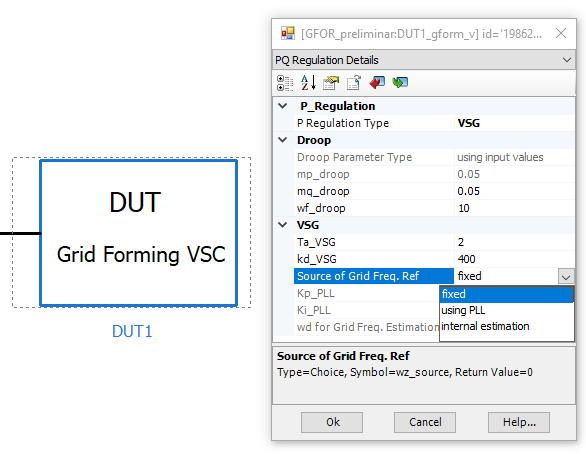 DUT
Grid Forming VSC
DUT1
[GFOR_preliminar:DUT1_gform_v] id='19862...
PQ Regulation Details
P_Regulation
P Regulation Type VSG
Droop
Droop Parameter Type using input values
mp_droop 0.05
mq_droop 0.05
wf_droop 10
VSG
Ta_VSG 2
kd_VSG 400
Source of Grid Freq. Ref fixed
Kp_PLL fixed
Ki_PLL using PLL
wd for Grid Freq. Estimation internal estimation
Source of Grid Freq. Ref
Type=Choice, Symbol=wz_source, Return Value=0
Ok Cancel Help...